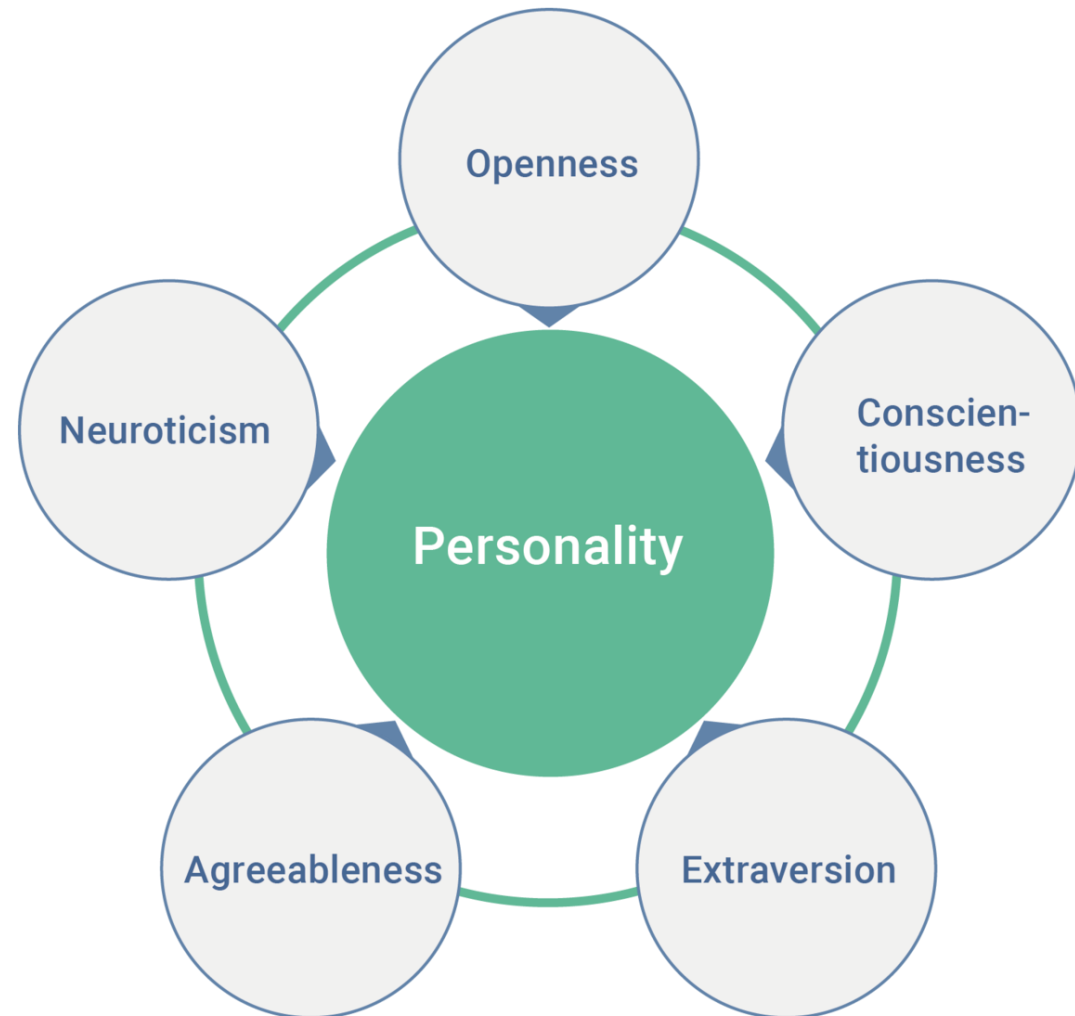 Openness
Conscien-
tiousness
Neuroticism
Personality
Agreeableness
Extraversion